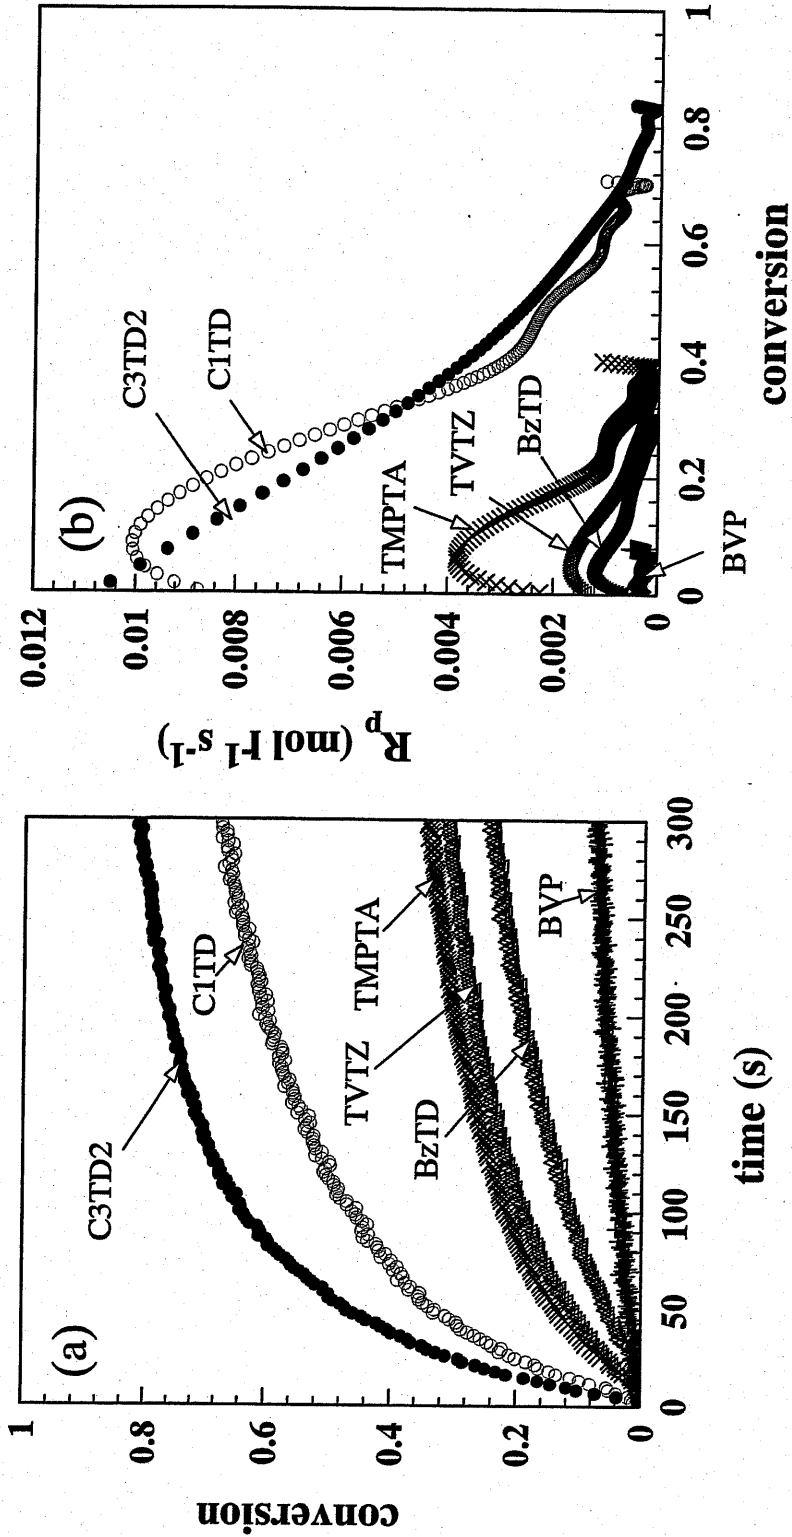 (a)
conversion
1
0.8
0.6
0.4
0.2
0
C3TD2
C1TD
TMPTA
TVTZ
BzTD
BVP
0 50 100 150 200 250 300
time (s)
(b)
R_p (mol l^-1 s^-1)
0.012
0.01
0.008
0.006
0.004
0.002
0
C3TD2
C1TD
TMPTA
TVTZ
BzTD
BVP
0 0.2 0.4 0.6 0.8 1
conversion